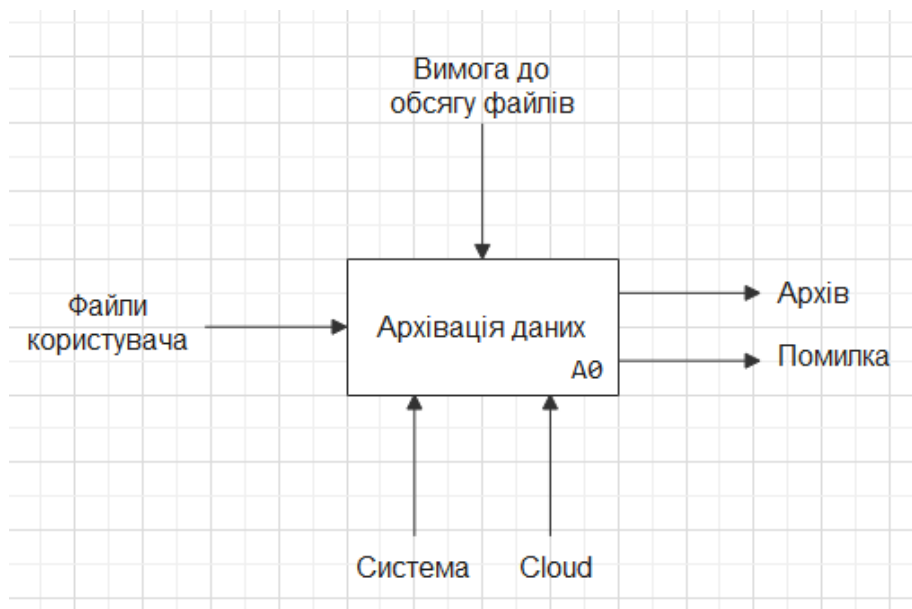 Вимога до
обсягу файлів
Файли
користувача
Архівація даних
A0
Архів
Помилка
Система
Cloud